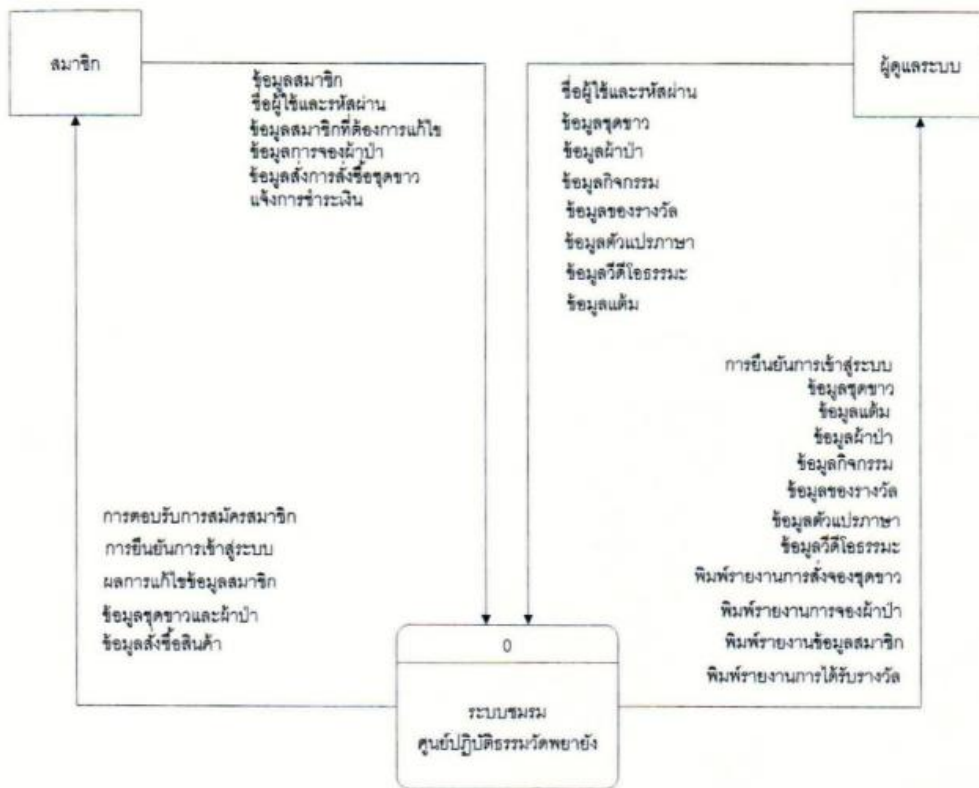 สมาชิก
ผู้ดูแลระบบ
ข้อมูลสมาชิก
ชื่อผู้ใช้และรหัสผ่าน
ข้อมูลสมาชิกที่ต้องการแก้ไข
ข้อมูลการจองผ้าป่า
ข้อมูลสั่งการสั่งซื้อชุดขาว
แจ้งการชำระเงิน
ชื่อผู้ใช้และรหัสผ่าน
ข้อมูลชุดขาว
ข้อมูลผ้าป่า
ข้อมูลกิจกรรม
ข้อมูลของรางวัล
ข้อมูลตัวแปรภาษา
ข้อมูลวีดีโอธรรมะ
ข้อมูลแต้ม
การยืนยันการเข้าสู่ระบบ
ข้อมูลชุดขาว
ข้อมูลแต้ม
ข้อมูลผ้าป่า
ข้อมูลกิจกรรม
ข้อมูลของรางวัล
ข้อมูลตัวแปรภาษา
ข้อมูลวีดีโอธรรมะ
พิมพ์รายงานการสั่งจองชุดขาว
พิมพ์รายงานการจองผ้าป่า
พิมพ์รายงานข้อมูลสมาชิก
พิมพ์รายงานการได้รับรางวัล
การตอบรับการสมัครสมาชิก
การยืนยันการเข้าสู่ระบบ
ผลการแก้ไขข้อมูลสมาชิก
ข้อมูลชุดขาวและผ้าป่า
ข้อมูลสั่งซื้อสินค้า
0
ระบบชมรม
ศูนย์ปฏิบัติธรรมวัดพยายัง